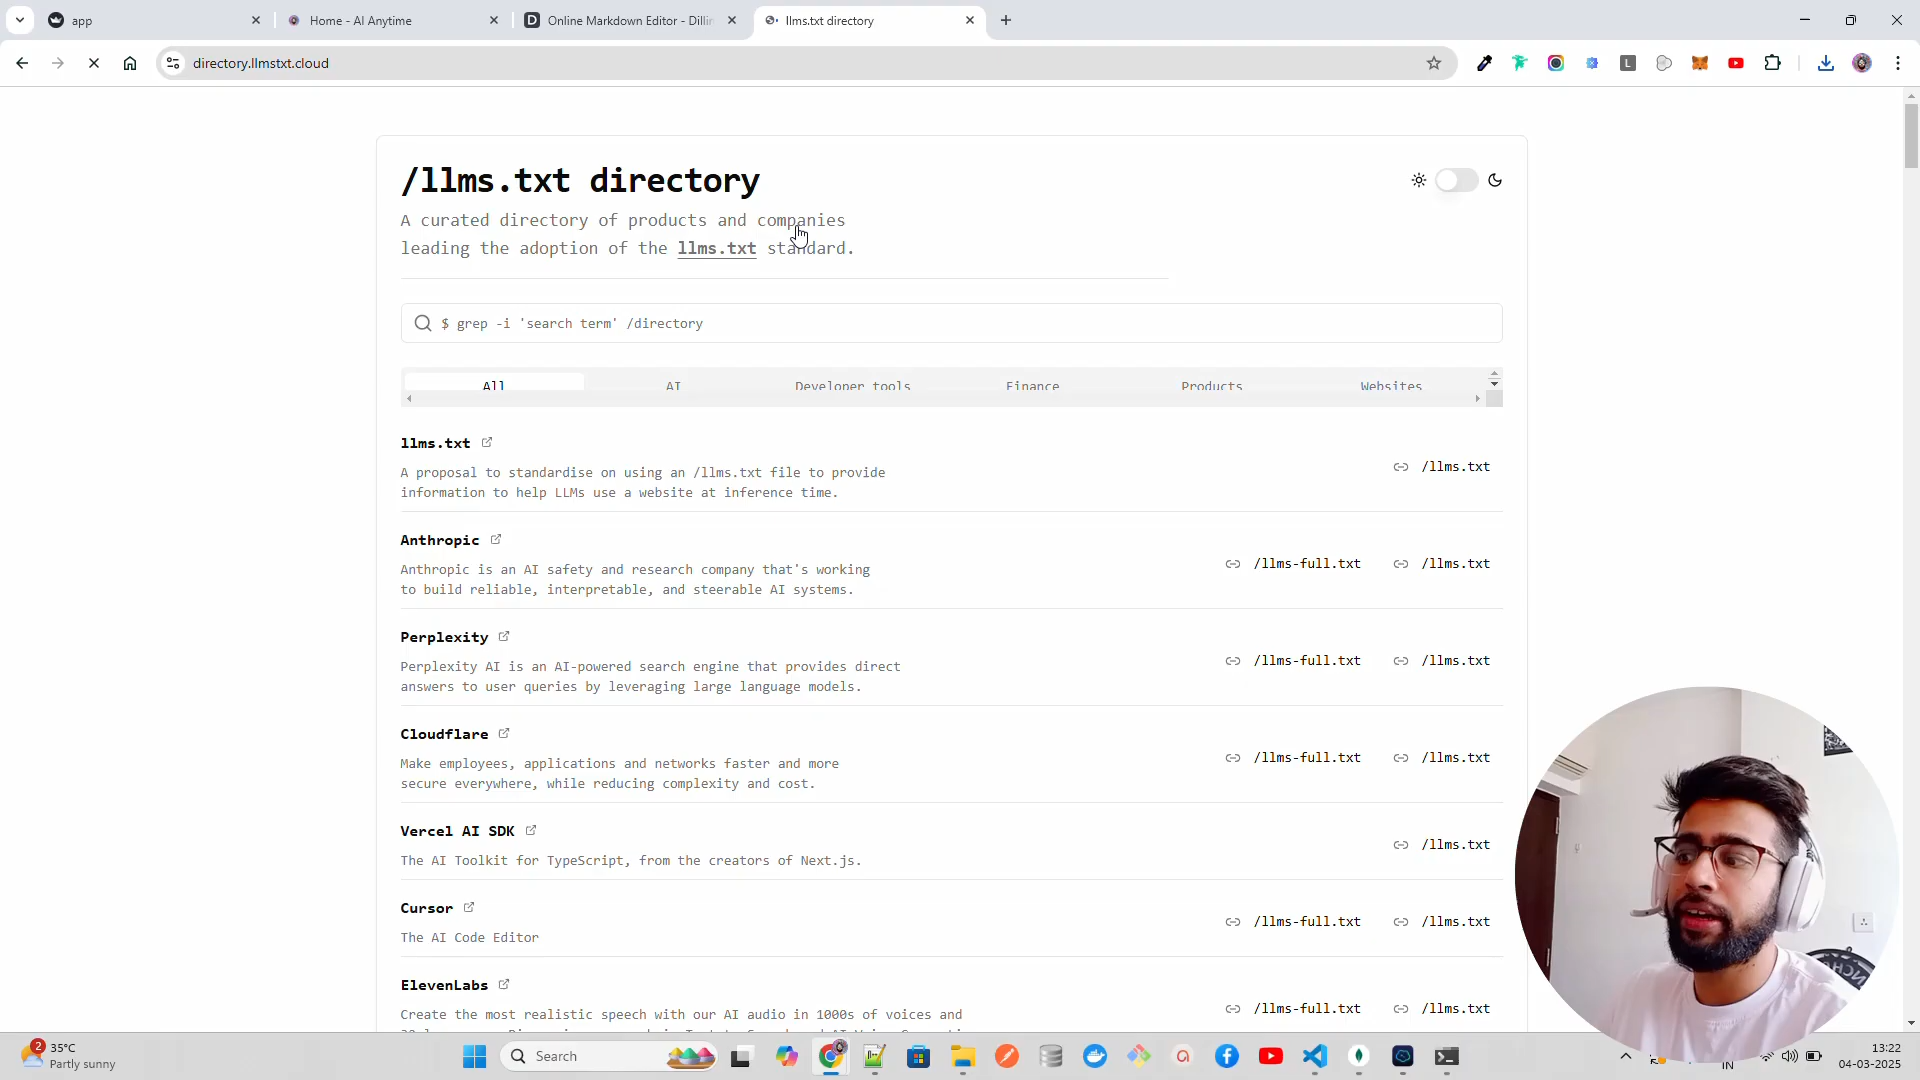 app
Home - AI Anytime
Online Markdown Editor - Dillin
llms.txt directory
directory.llmstxt.cloud
L
/llms.txt directory
A curated directory of products and companies
leading the adoption of the llms.txt standard.
$ grep -i 'search term' /directory
All
AI
Developer tools
Finance
Products
Websites
llms.txt
A proposal to standardise on using an /llms.txt file to provide
information to help LLMs use a website at inference time.
/llms.txt
Anthropic
Anthropic is an AI safety and research company that's working
to build reliable, interpretable, and steerable AI systems.
/llms-full.txt
/llms.txt
Perplexity
Perplexity AI is an AI-powered search engine that provides direct
answers to user queries by leveraging large language models.
/llms-full.txt
/llms.txt
Cloudflare
Make employees, applications and networks faster and more
secure everywhere, while reducing complexity and cost.
/llms-full.txt
/llms.txt
Vercel AI SDK
The AI Toolkit for TypeScript, from the creators of Next.js.
/llms.txt
Cursor
The AI Code Editor
/llms-full.txt
/llms.txt
ElevenLabs
Create the most realistic speech with our AI audio in 1000s of voices and
/llms-full.txt
/llms.txt
2
35°C
Partly sunny
Search
IN
13:22
04-03-2025